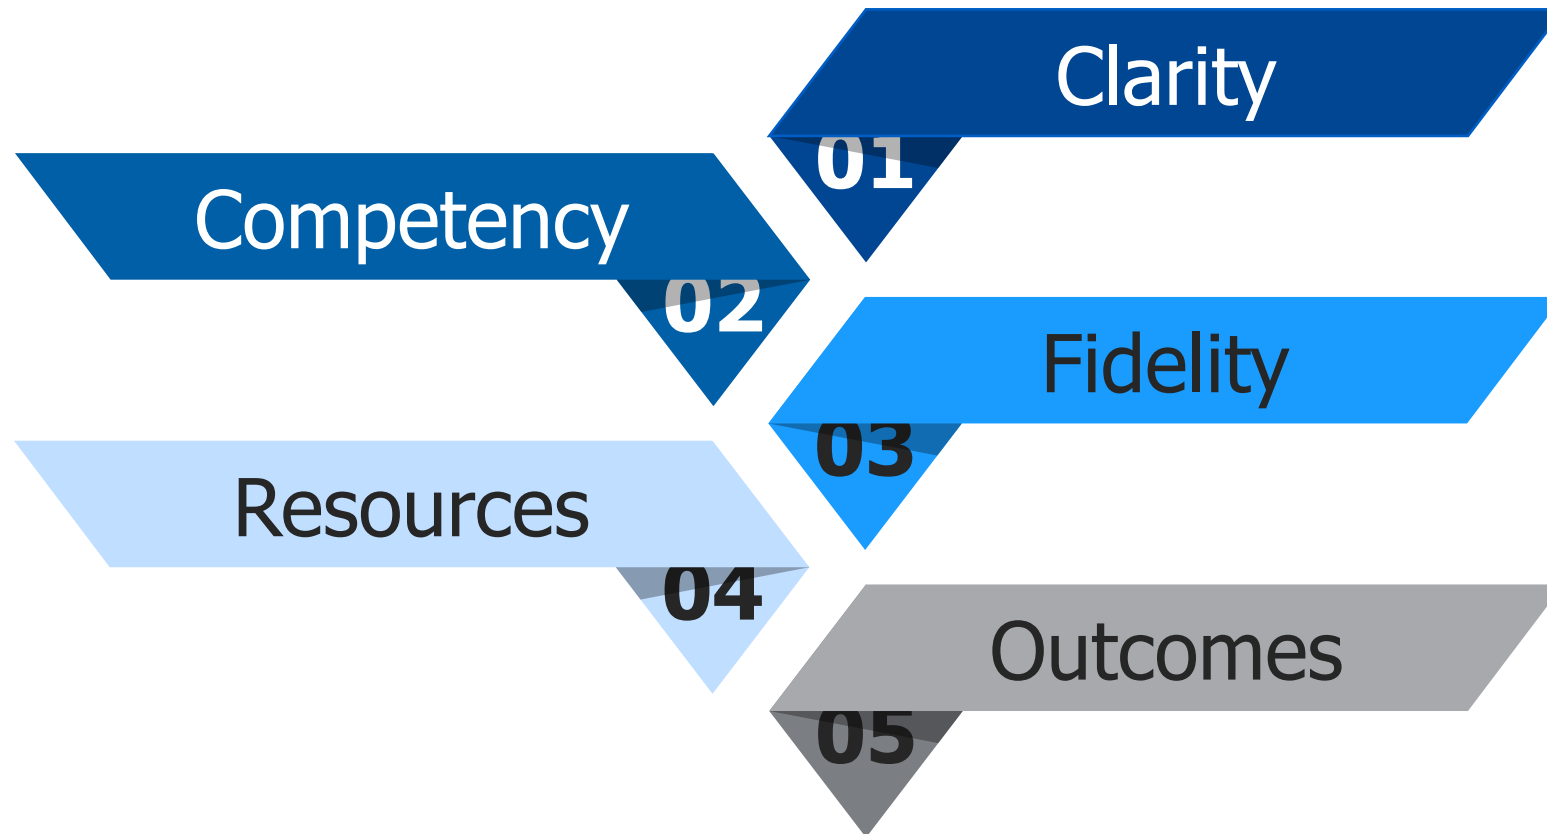 Clarity
01
Competency
02
Fidelity
03
Resources
04
Outcomes
05